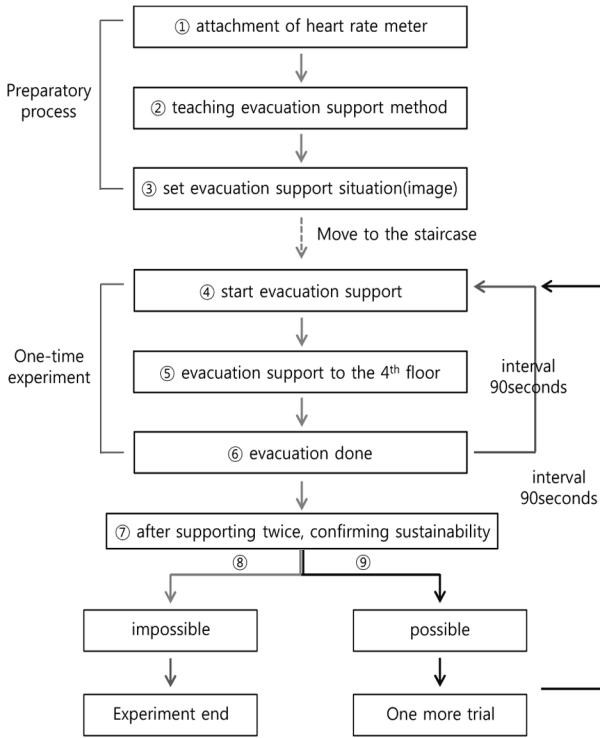 ① attachment of heart rate meter
Preparatory
process
② teaching evacuation support method
③ set evacuation support situation(image)
Move to the staircase
④ start evacuation support
One-time
experiment
⑤ evacuation support to the 4th floor
interval
90seconds
⑥ evacuation done
interval
90seconds
⑦ after supporting twice, confirming sustainability
⑧
⑨
impossible
possible
Experiment end
One more trial